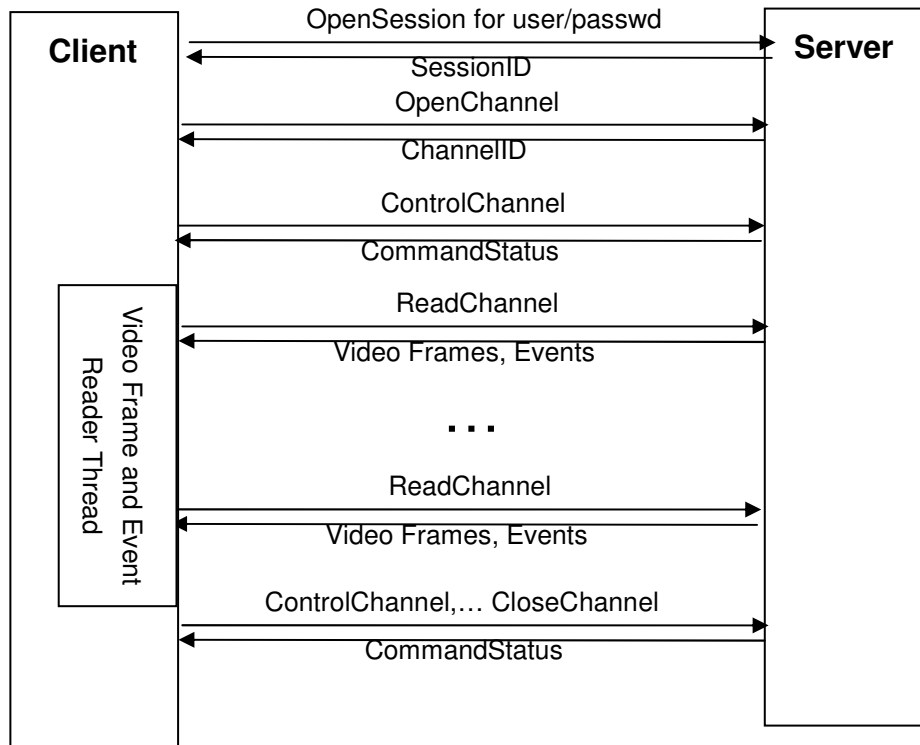 OpenSession for user/passwd
Client
Server
SessionID
OpenChannel
ChannelID
ControlChannel
CommandStatus
ReadChannel
Video Frames, Events
Video Frame and Event
Reader Thread
...
ReadChannel
Video Frames, Events
ControlChannel,... CloseChannel
CommandStatus